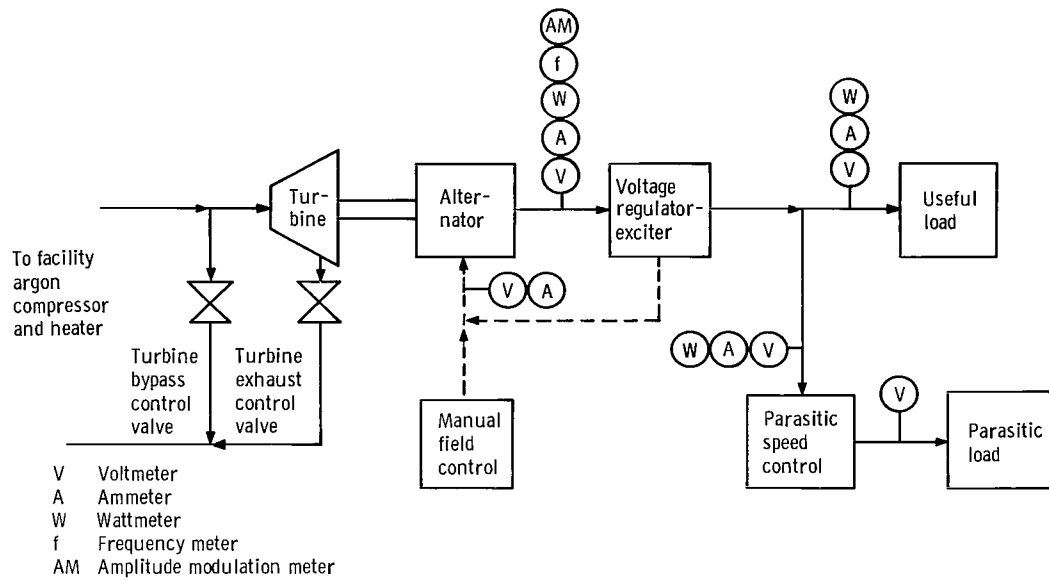 AM
f
W
A
V
W
A
V
Tur-
bine
Alter-
nator
Voltage
regulator-
exciter
Useful
load
To facility
argon
compressor
and heater
V A
W A V
Turbine
bypass
control
valve
Turbine
exhaust
control
valve
Manual
field
control
V
Parasitic
speed
control
Parasitic
load
V Voltmeter
A Ammeter
W Wattmeter
f Frequency meter
AM Amplitude modulation meter